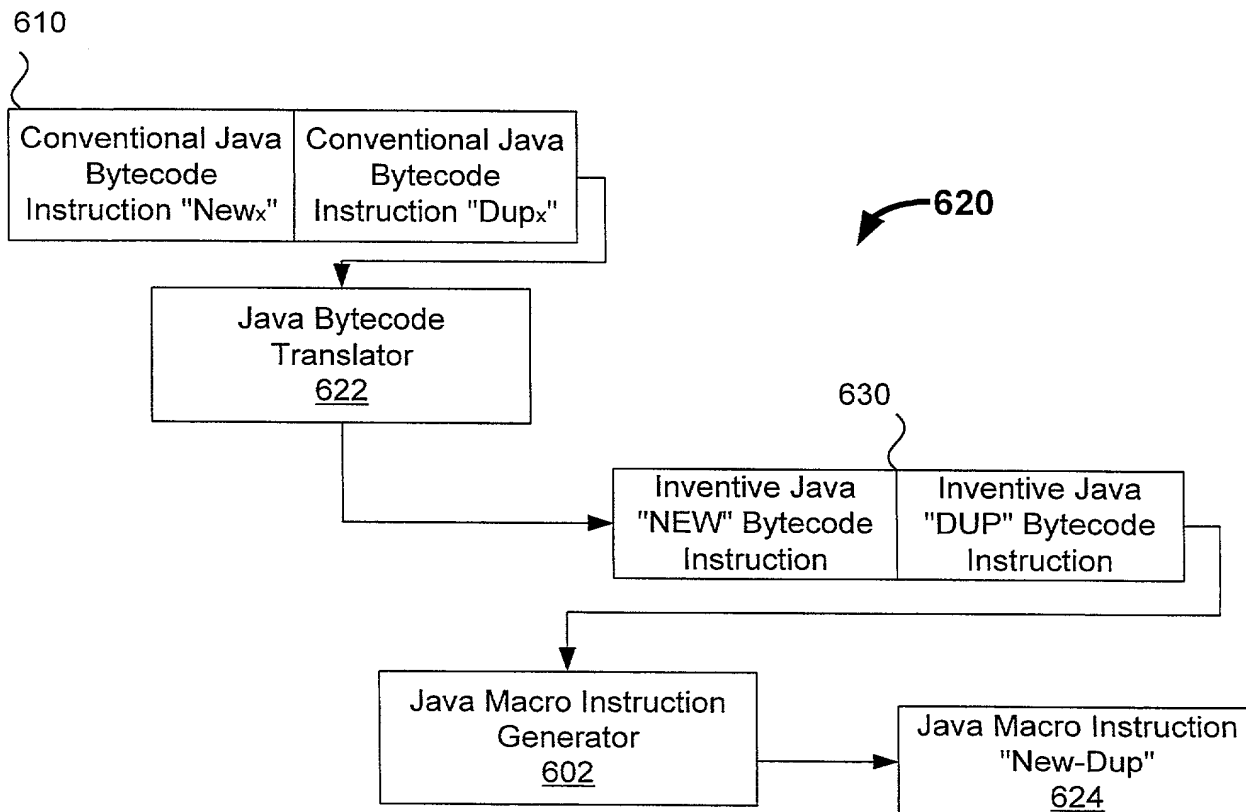 610
Conventional Java
Bytecode
Instruction "Newx"
Conventional Java
Bytecode
Instruction "Dupx"
620
Java Bytecode
Translator
622
630
Inventive Java
"NEW" Bytecode
Instruction
Inventive Java
"DUP" Bytecode
Instruction
Java Macro Instruction
Generator
602
Java Macro Instruction
"New-Dup"
624